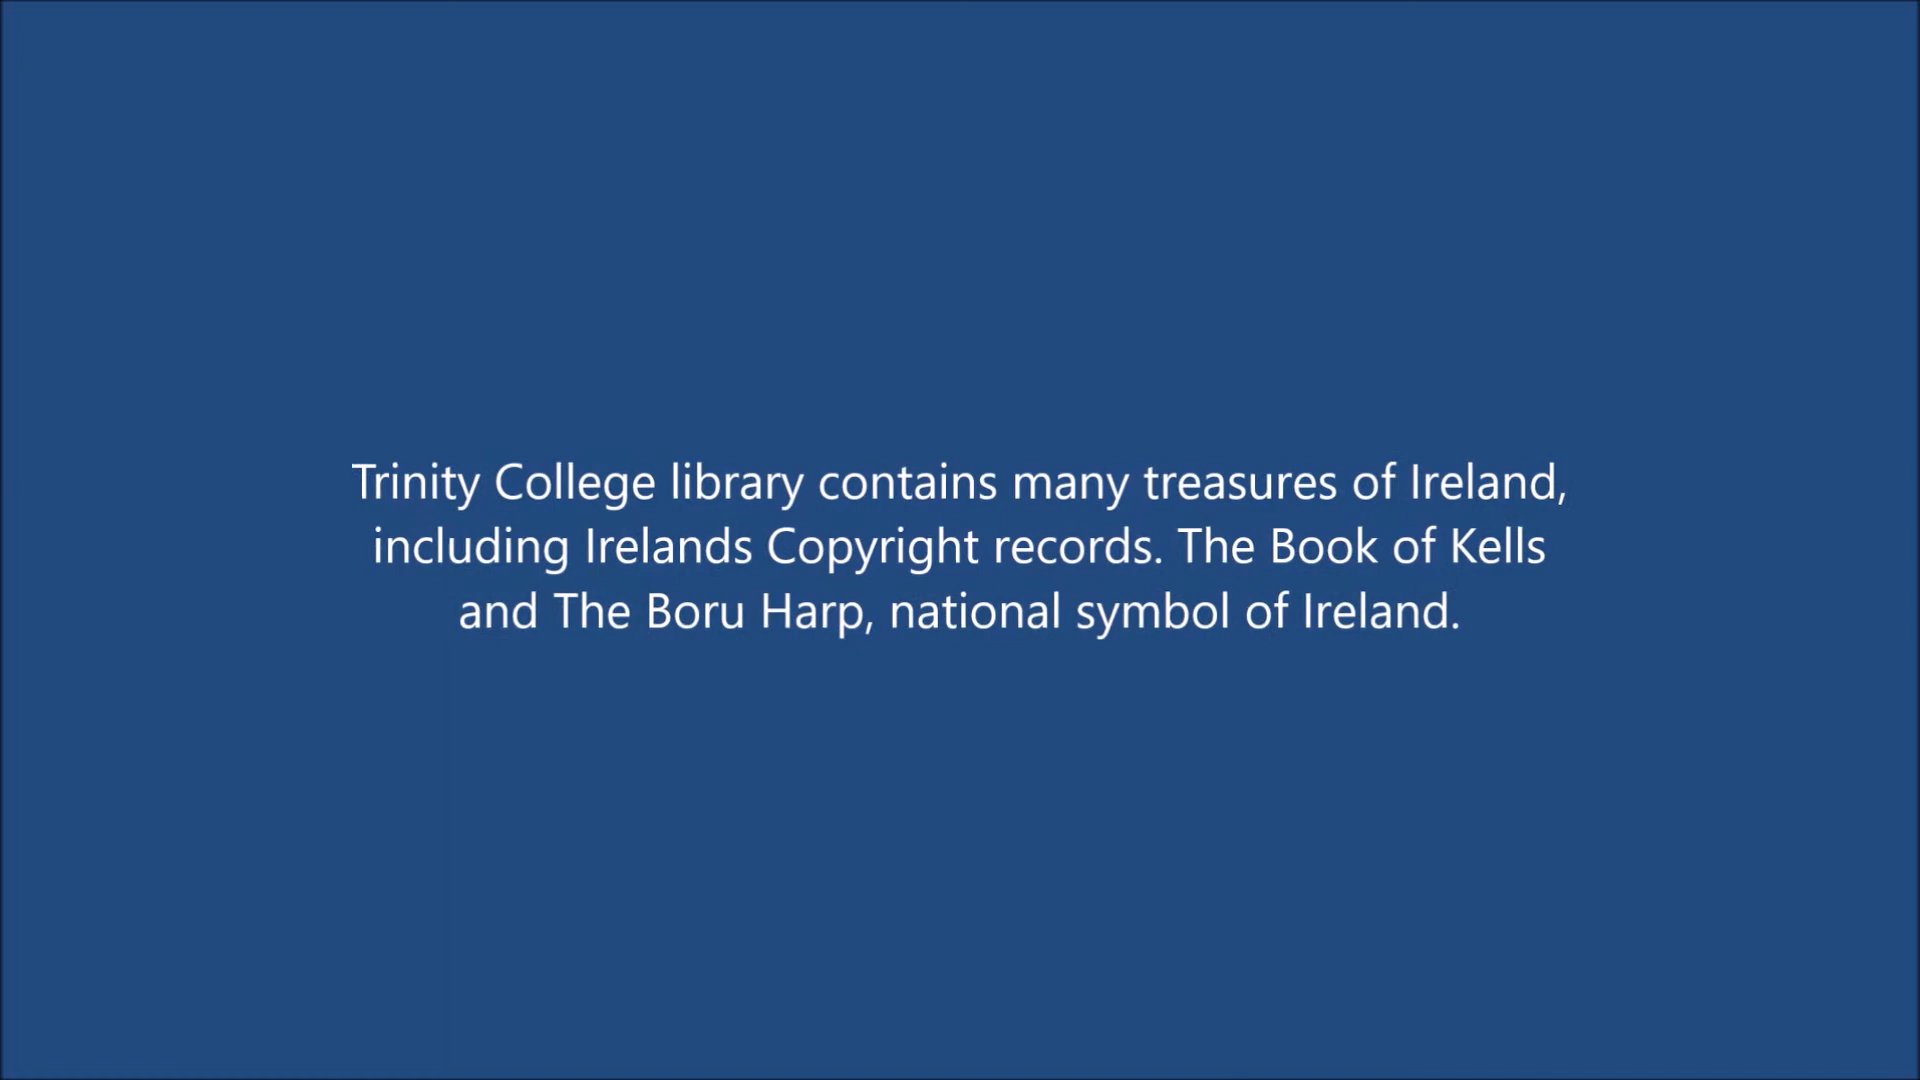 Trinity College library contains many treasures of Ireland,
including Irelands Copyright records. The Book of Kells
and The Boru Harp, national symbol of Ireland.